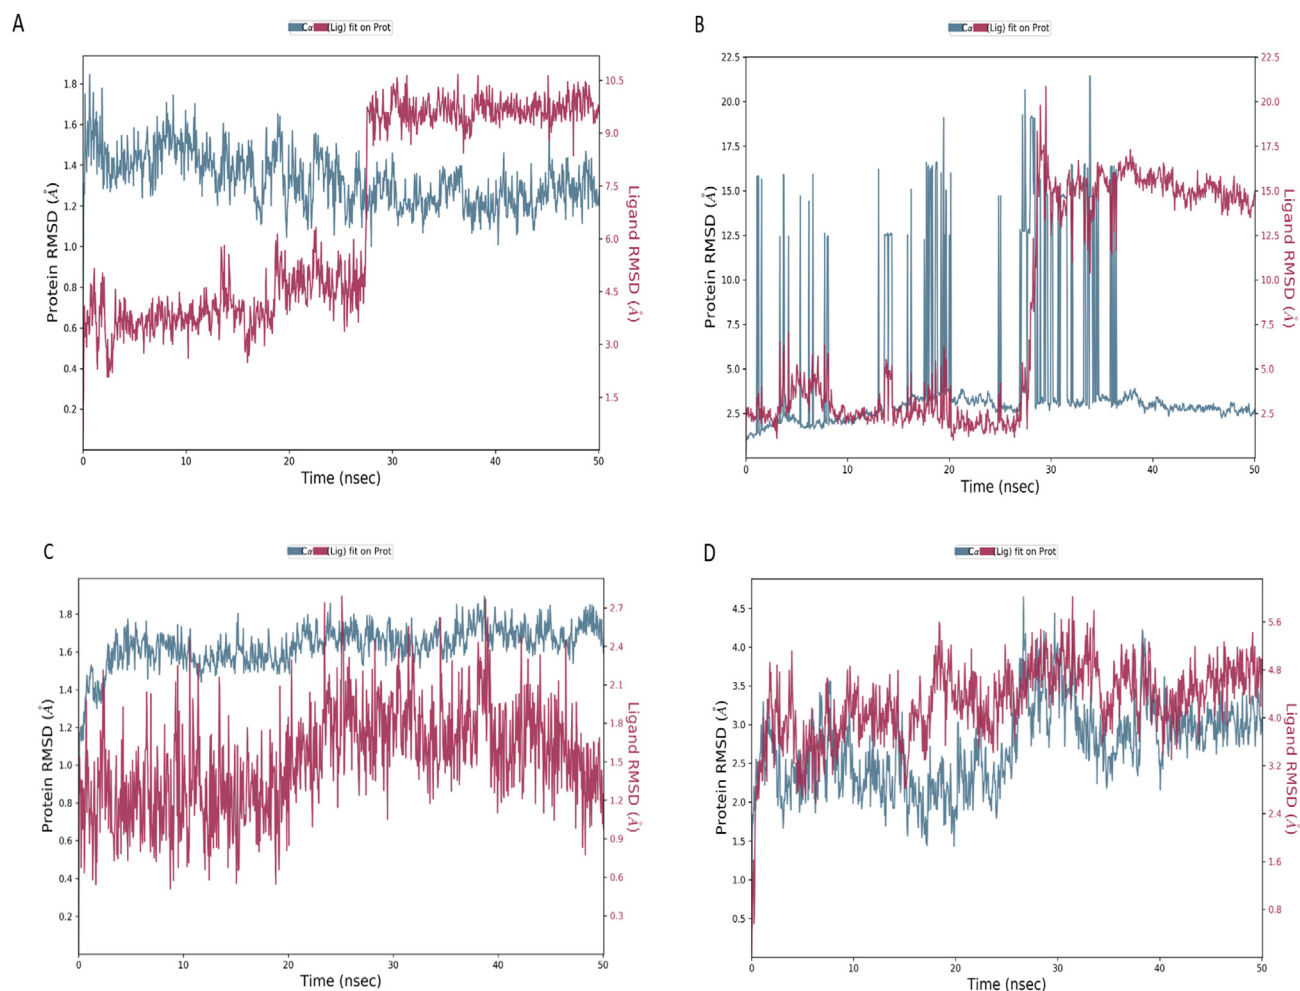 A
Cα (Lig) fit on Prot
Protein RMSD (Å)
1.8
1.6
1.4
1.2
1.0
0.8
0.6
0.4
0.2
10.5
9.0
7.5
6.0
4.5
3.0
1.5
Ligand RMSD (Å)
0 10 20 30 40 50
Time (nsec)
B
Cα (Lig) fit on Prot
Protein RMSD (Å)
22.5
20.0
17.5
15.0
12.5
10.0
7.5
5.0
2.5
22.5
20.0
17.5
15.0
12.5
10.0
7.5
5.0
2.5
Ligand RMSD (Å)
0 10 20 30 40 50
Time (nsec)
C
Cα (Lig) fit on Prot
Protein RMSD (Å)
1.8
1.6
1.4
1.2
1.0
0.8
0.6
0.4
0.2
2.7
2.4
2.1
1.8
1.5
1.2
0.9
0.6
0.3
Ligand RMSD (Å)
0 10 20 30 40 50
Time (nsec)
D
Cα (Lig) fit on Prot
Protein RMSD (Å)
4.5
4.0
3.5
3.0
2.5
2.0
1.5
1.0
0.5
5.6
4.8
4.0
3.2
2.4
1.6
0.8
Ligand RMSD (Å)
0 10 20 30 40 50
Time (nsec)